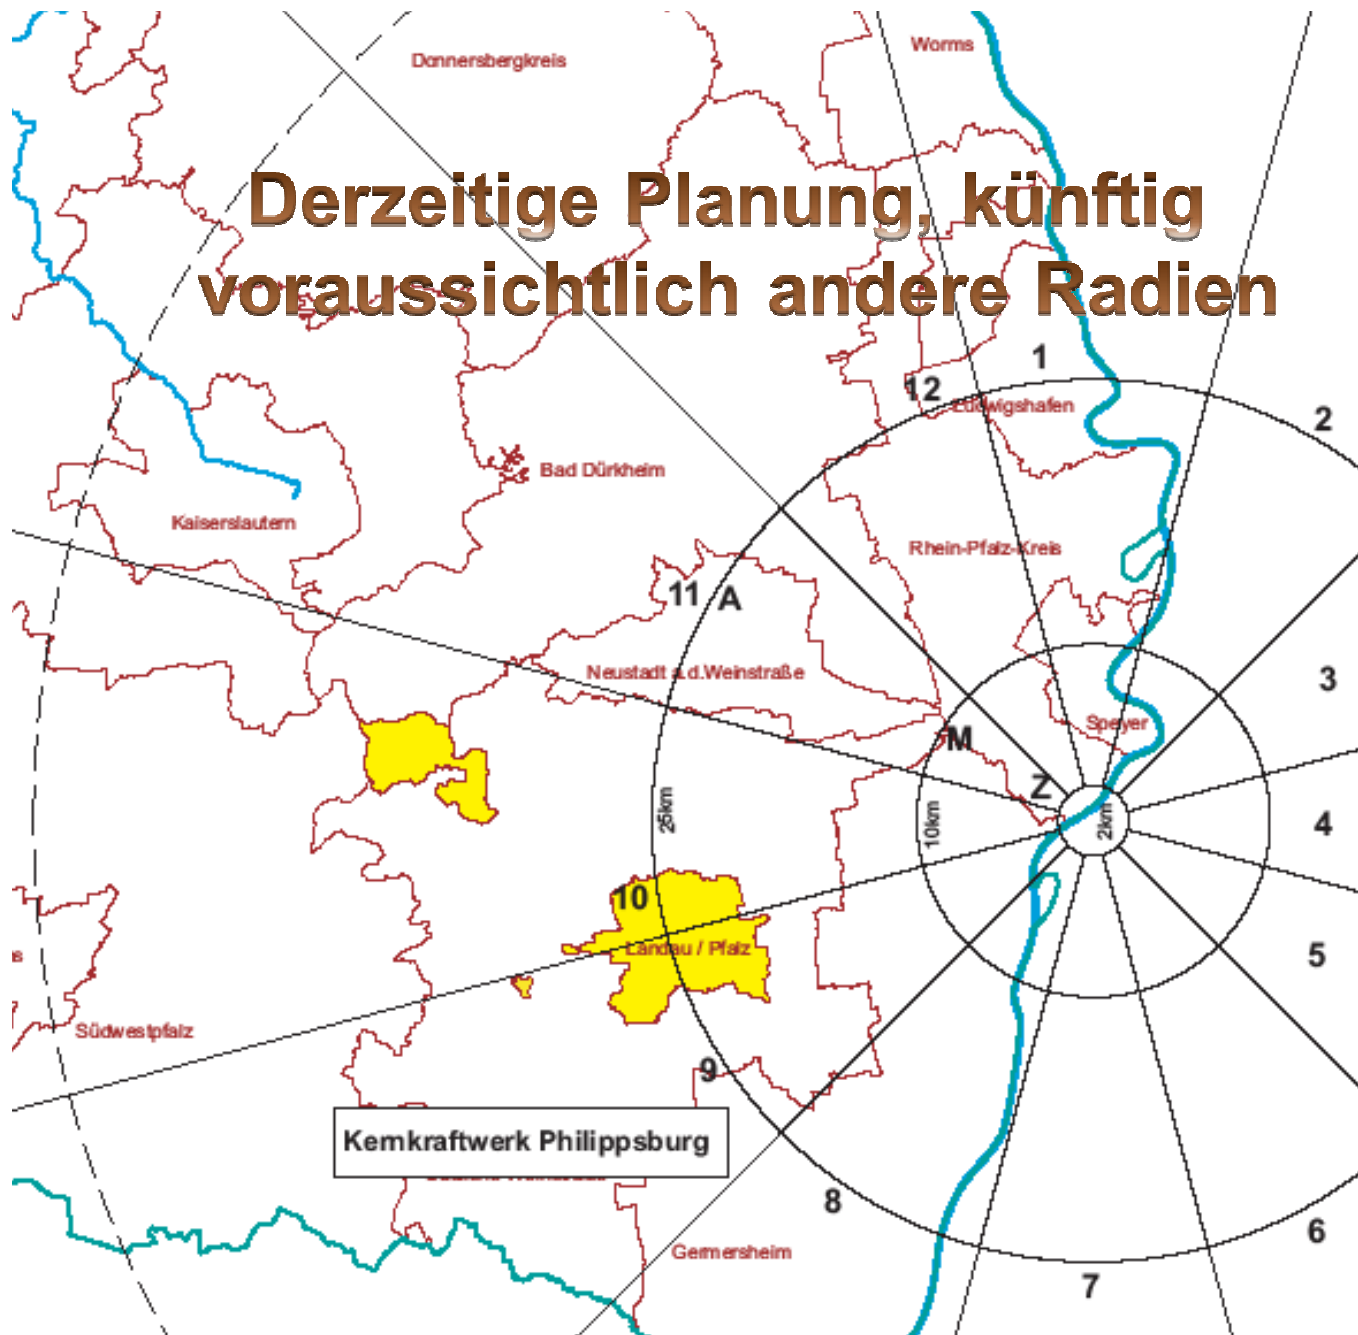 Donnersbergkreis
Worms
Derzeitige Planung, künftig
voraussichtlich andere Radien
1
12
Ludwigshafen
2
Bad Dürkheim
Kaiserslautern
Rhein-Pfalz-Kreis
11 A
Neustadt a.d.Weinstraße
3
Speyer
M
Z
25km
10km
2km
4
10
Landau / Pfalz
5
Südwestpfalz
9
Kernkraftwerk Philippsburg
8
6
Germersheim
7